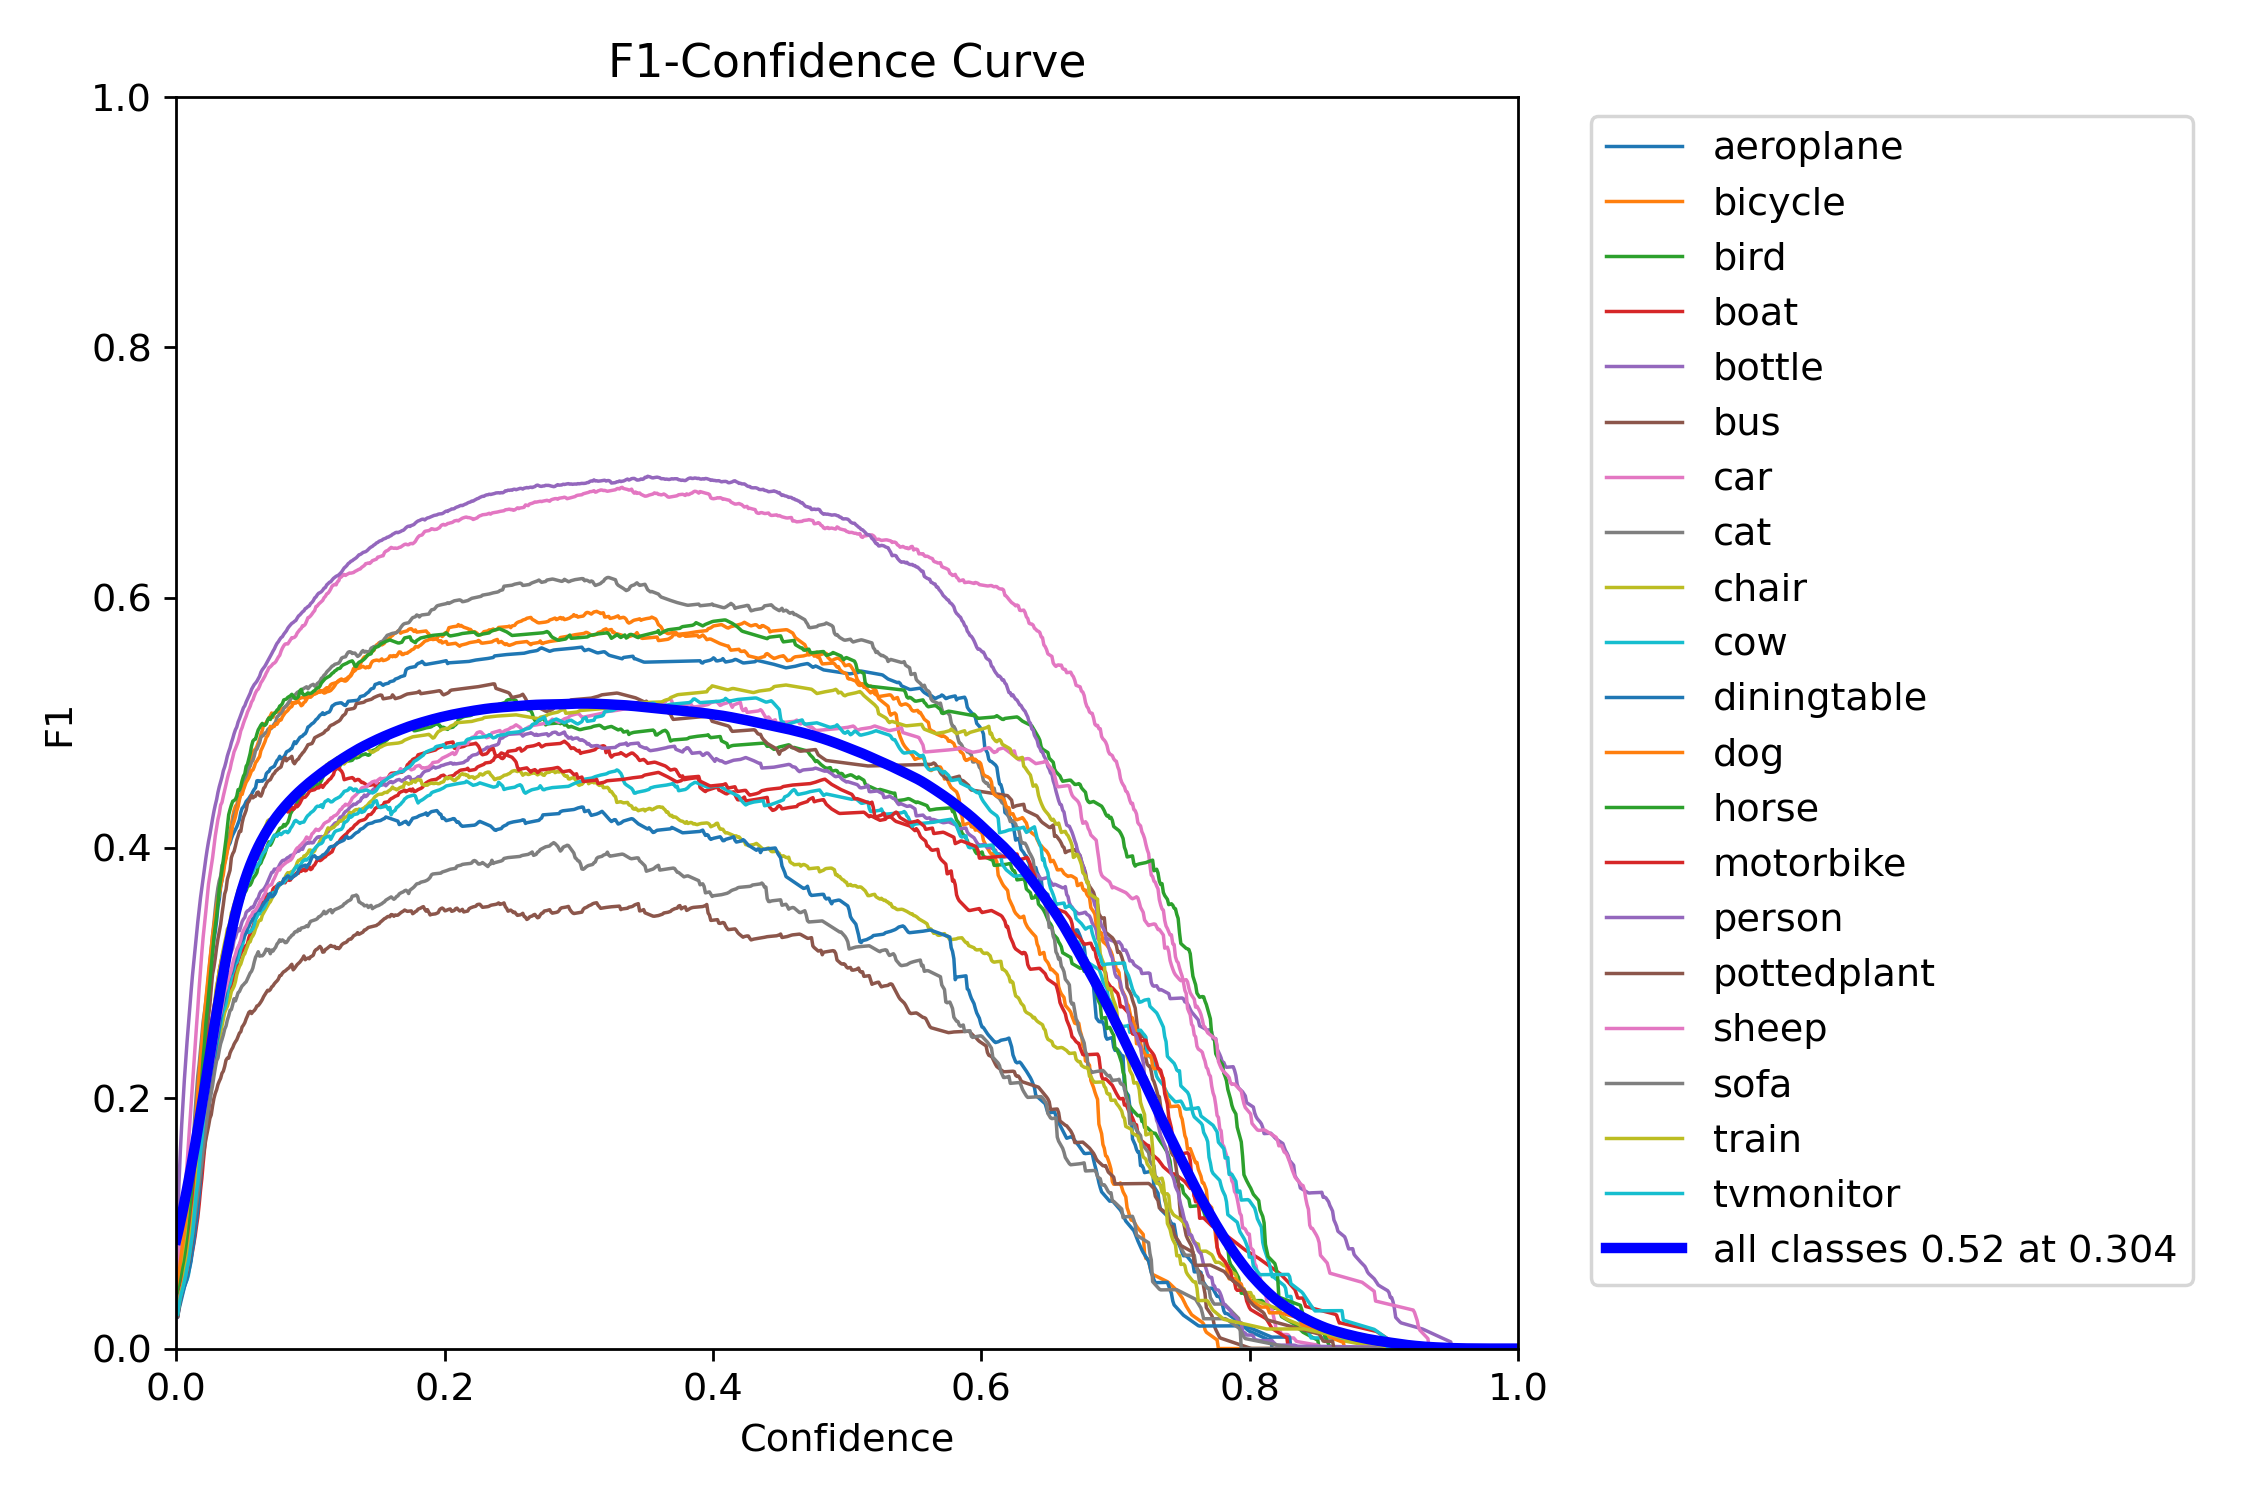 F1-Confidence Curve
1.0
0.8
0.6
0.4
0.2
0.0
F1
0.0 0.2 0.4 0.6 0.8 1.0
Confidence
aeroplane
bicycle
bird
boat
bottle
bus
car
cat
chair
cow
diningtable
dog
horse
motorbike
person
pottedplant
sheep
sofa
train
tvmonitor
all classes 0.52 at 0.304